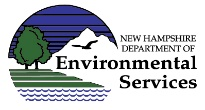 NEW HAMPSHIRE
DEPARTMENT OF
Environmental
Services